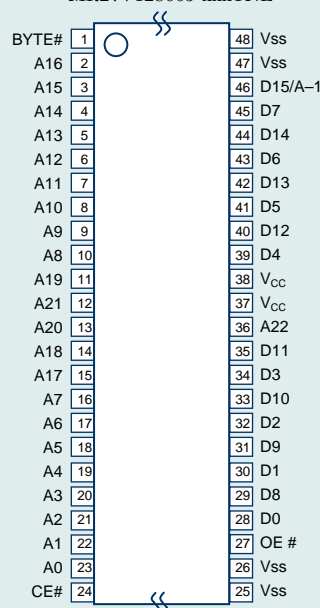 BYTE# 1 48 Vss
A16 2 47 Vss
A15 3 46 D15/A–1
A14 4 45 D7
A13 5 44 D14
A12 6 43 D6
A11 7 42 D13
A10 8 41 D5
A9 9 40 D12
A8 10 39 D4
A19 11 38 VCC
A21 12 37 VCC
A20 13 36 A22
A18 14 35 D11
A17 15 34 D3
A7 16 33 D10
A6 17 32 D2
A5 18 31 D9
A4 19 30 D1
A3 20 29 D8
A2 21 28 D0
A1 22 27 OE #
A0 23 26 Vss
CE# 24 25 Vss